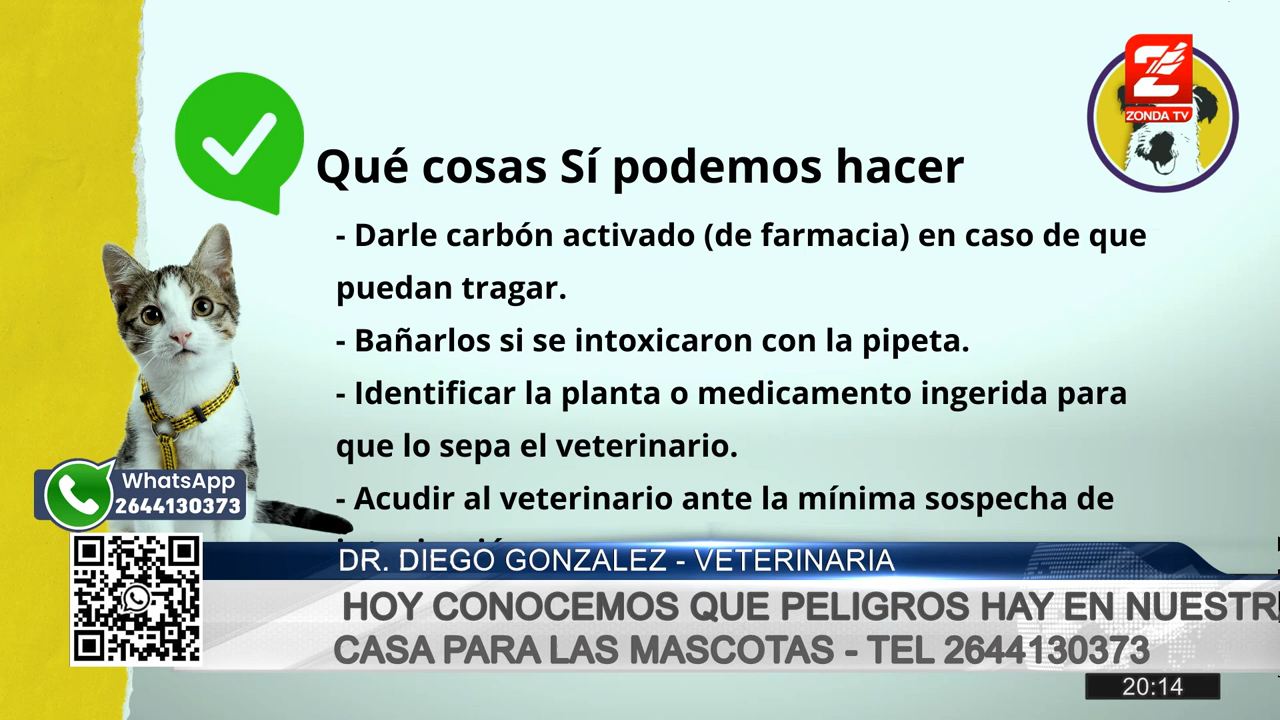 ZONDA TV
Qué cosas Sí podemos hacer
- Darle carbón activado (de farmacia) en caso de que
puedan tragar.
- Bañarlos si se intoxicaron con la pipeta.
- Identificar la planta o medicamento ingerida para
que lo sepa el veterinario.
- Acudir al veterinario ante la mínima sospecha de
WhatsApp
2644130373
DR. DIEGO GONZALEZ - VETERINARIA
HOY CONOCEMOS QUE PELIGROS HAY EN NUESTR
CASA PARA LAS MASCOTAS - TEL 2644130373
20:14